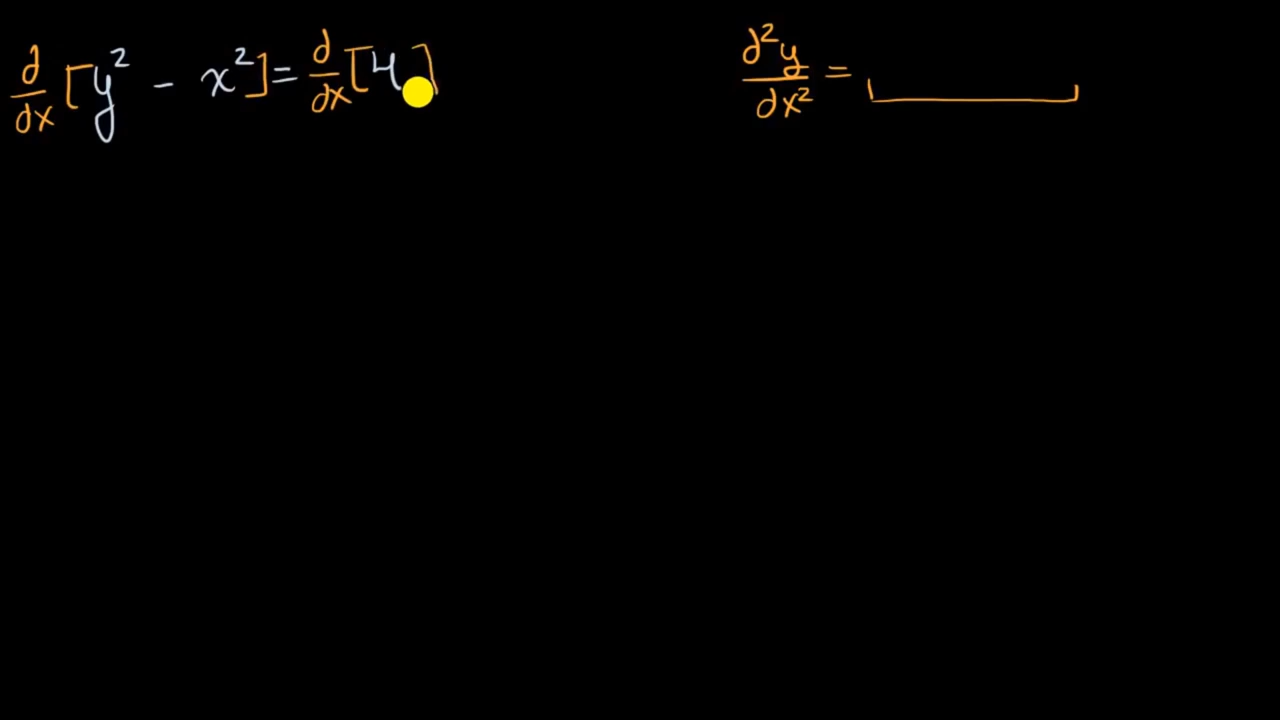 d/dx [y² - x²] = d/dx [4]
d²y/dx² =